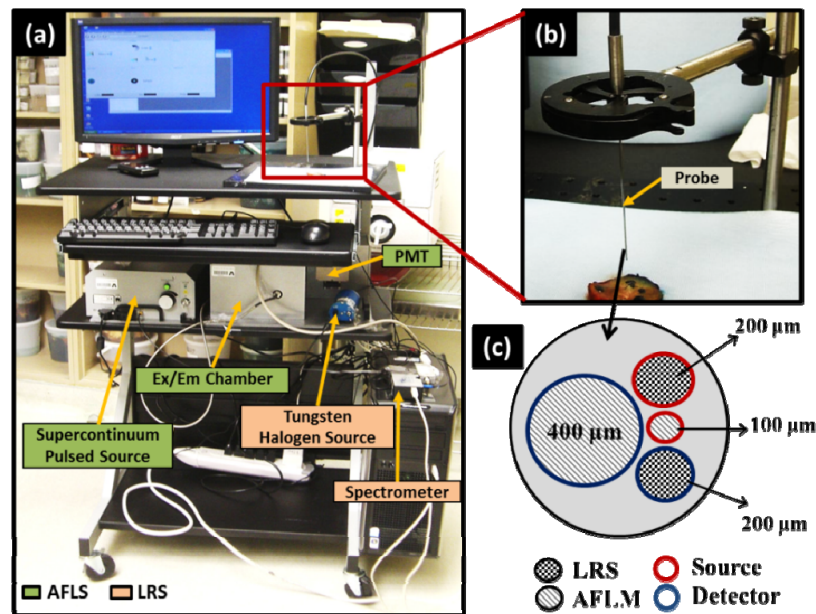 (a)
PMT
Ex/Em Chamber
Tungsten
Halogen Source
Supercontinuum
Pulsed Source
Spectrometer
AFLS
LRS
(b)
Probe
(c)
200 µm
400 µm
100 µm
200 µm
LRS
Source
AFLM
Detector